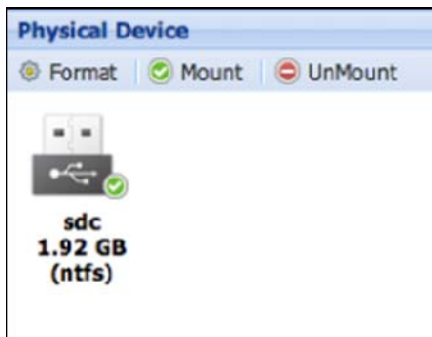 Physical Device
Format Mount UnMount
sdc
1.92 GB
(ntfs)